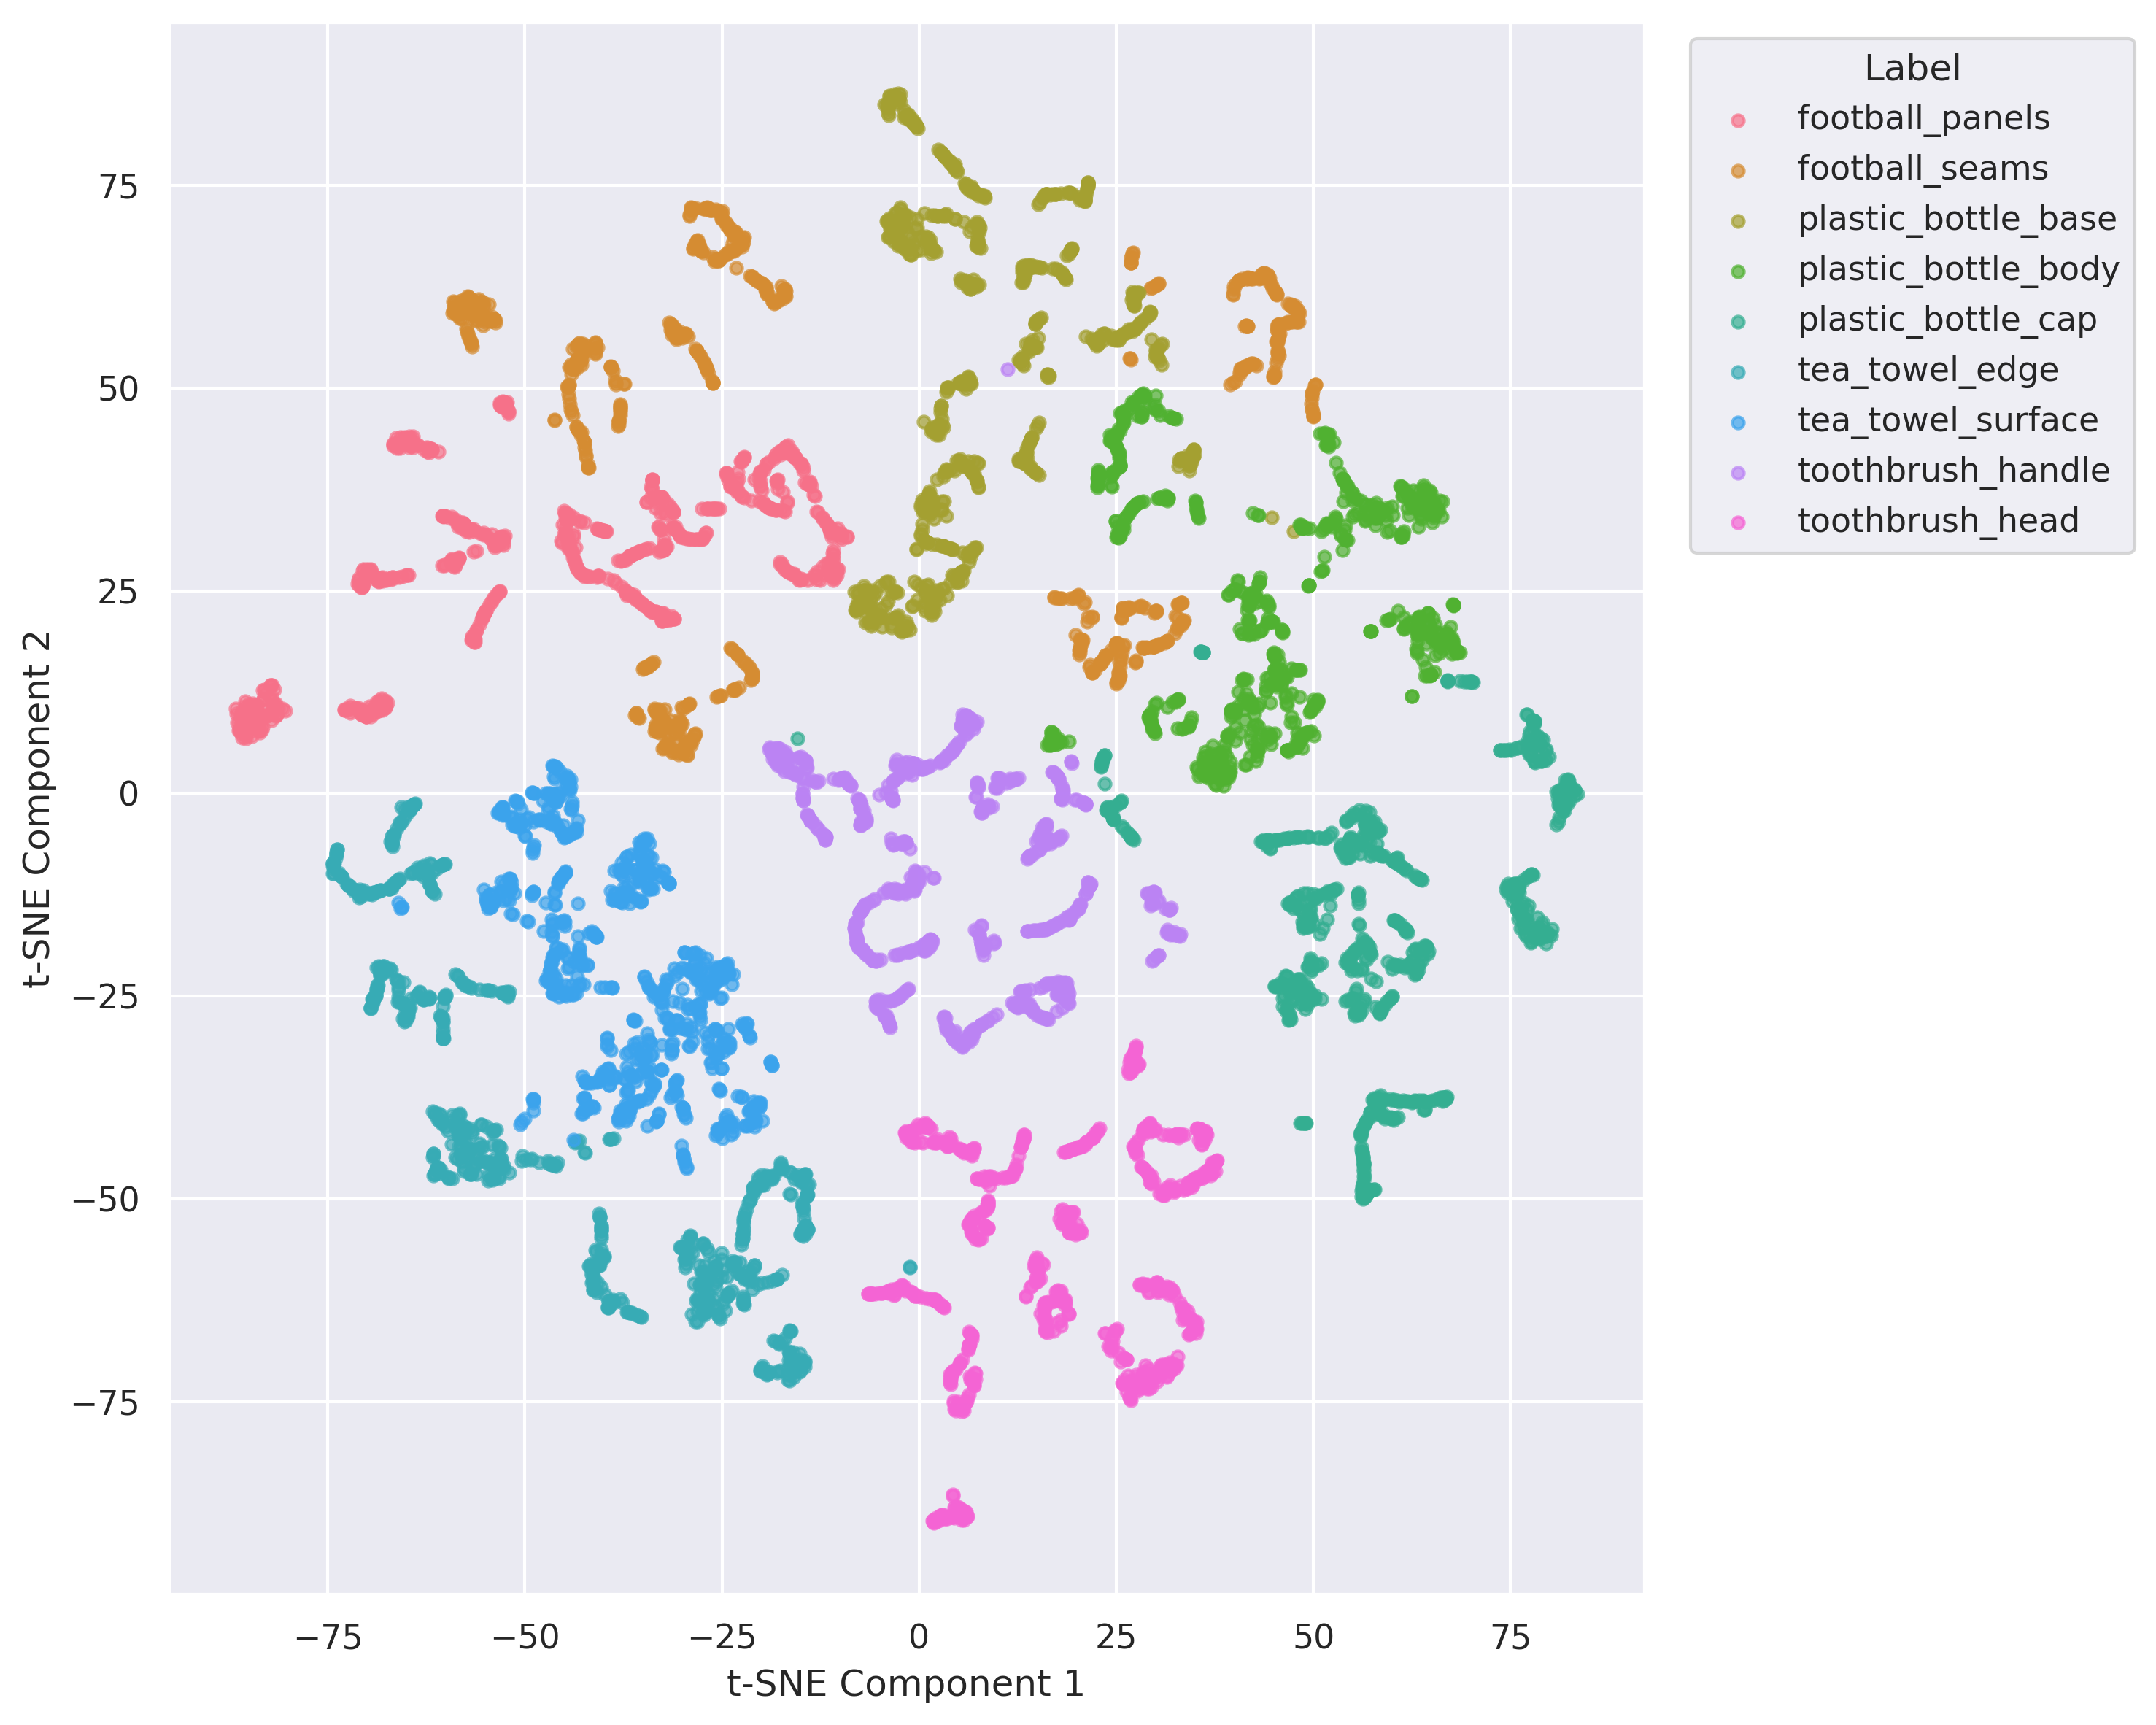 Label
football_panels
football_seams
plastic_bottle_base
plastic_bottle_body
plastic_bottle_cap
tea_towel_edge
tea_towel_surface
toothbrush_handle
toothbrush_head
75
50
25
0
−25
−50
−75
t-SNE Component 2
−75 −50 −25 0 25 50 75
t-SNE Component 1